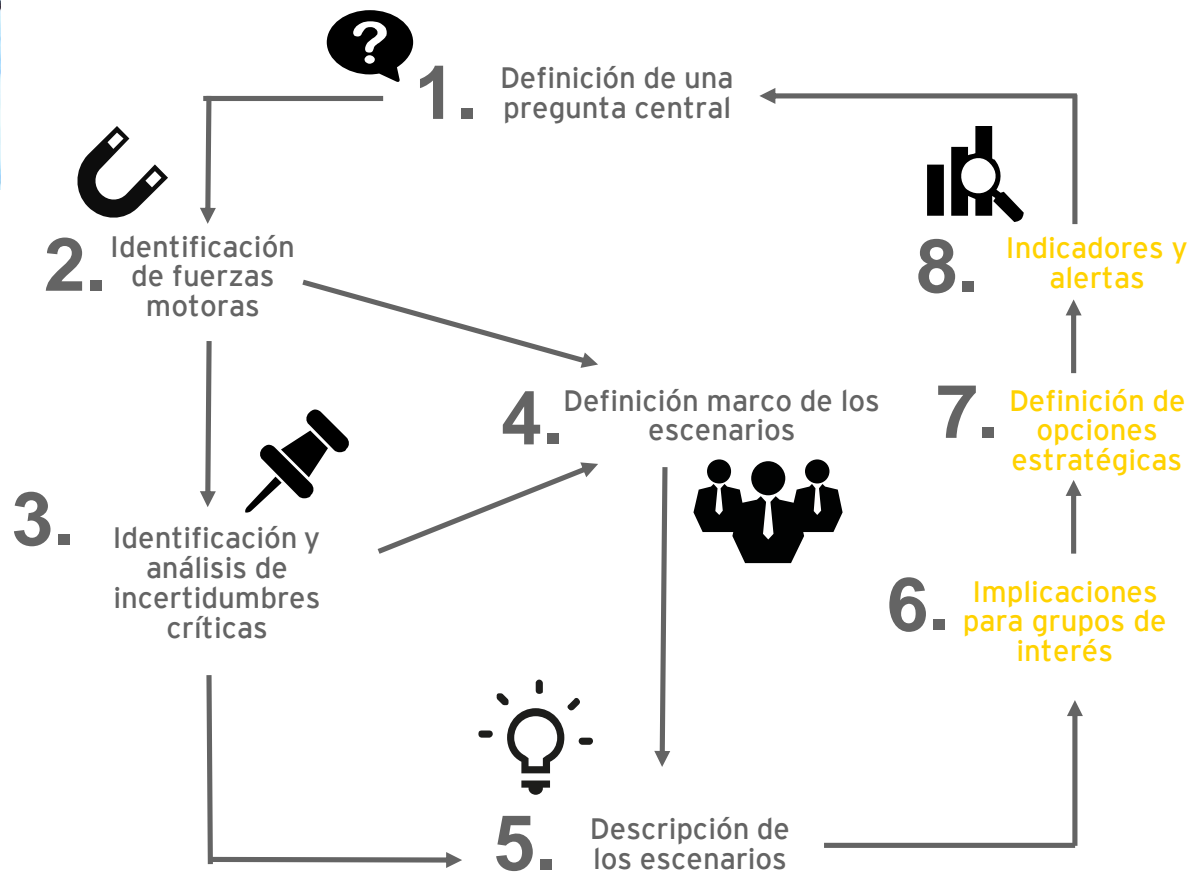 ?
1.
Definición de una
pregunta central
2.
Identificación
de fuerzas
motoras
3.
Identificación y
análisis de
incertidumbres
críticas
4.
Definición marco de los
escenarios
5.
Descripción de
los escenarios
6.
Implicaciones
para grupos de
interés
7.
Definición de
opciones
estratégicas
8.
Indicadores y
alertas